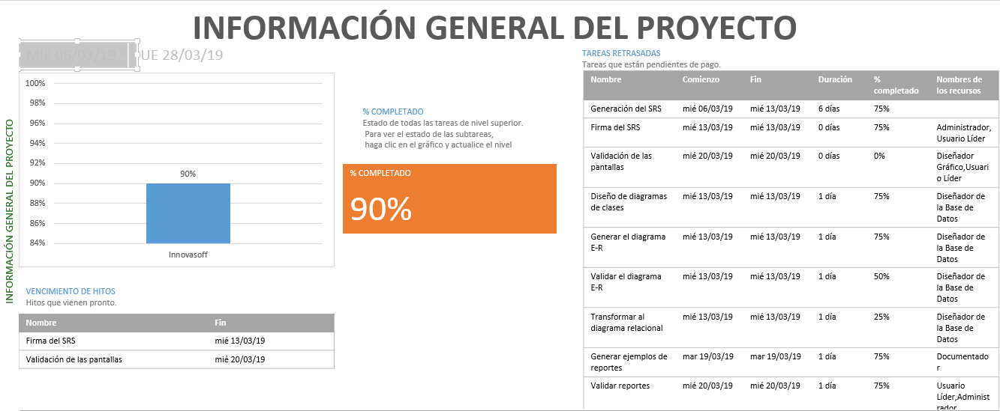 INFORMACIÓN GENERAL DEL PROYECTO
MIÉ 06/03/19 - UE 28/03/19
100%
98%
96%
94%
92%
90%
88%
86%
84%
90%
Innovasoff
INFORMACIÓN GENERAL DEL PROYECTO
% COMPLETADO
Estado de todas las tareas de nivel superior.
Para ver el estado de las subtareas,
haga clic en el gráfico y actualice el nivel
% COMPLETADO
90%
VENCIMIENTO DE HITOS
Hitos que vienen pronto.
Nombre Fin
Firma del SRS mié 13/03/19
Validación de las pantallas mié 20/03/19
TAREAS RETRASADAS
Tareas que están pendientes de pago.
Nombre Comienzo Fin Duración % Nombres de
completado los recursos
Generación del SRS mié 06/03/19 mié 13/03/19 6 días 75%
Firma del SRS mié 13/03/19 mié 13/03/19 0 días 75% Administrador,
Usuario Líder
Validación de las mié 20/03/19 mié 20/03/19 0 días 0% Diseñador
pantallas Gráfico,Usuari
o Líder
Diseño de diagramas mié 13/03/19 mié 13/03/19 1 día 75% Diseñador de
de clases la Base de
Datos
Generar el diagrama mié 13/03/19 mié 13/03/19 1 día 75% Diseñador de
E-R la Base de
Datos
Validar el diagrama mié 13/03/19 mié 13/03/19 1 día 50% Diseñador de
E-R la Base de
Datos
Transformar al mié 13/03/19 mié 13/03/19 1 día 25% Diseñador de
diagrama relacional la Base de
Datos
Generar ejemplos de mar 19/03/19 mar 19/03/19 1 día 75% Documentado
reportes r
Validar reportes mié 20/03/19 mié 20/03/19 1 día 75% Usuario
Líder,Administ
rador